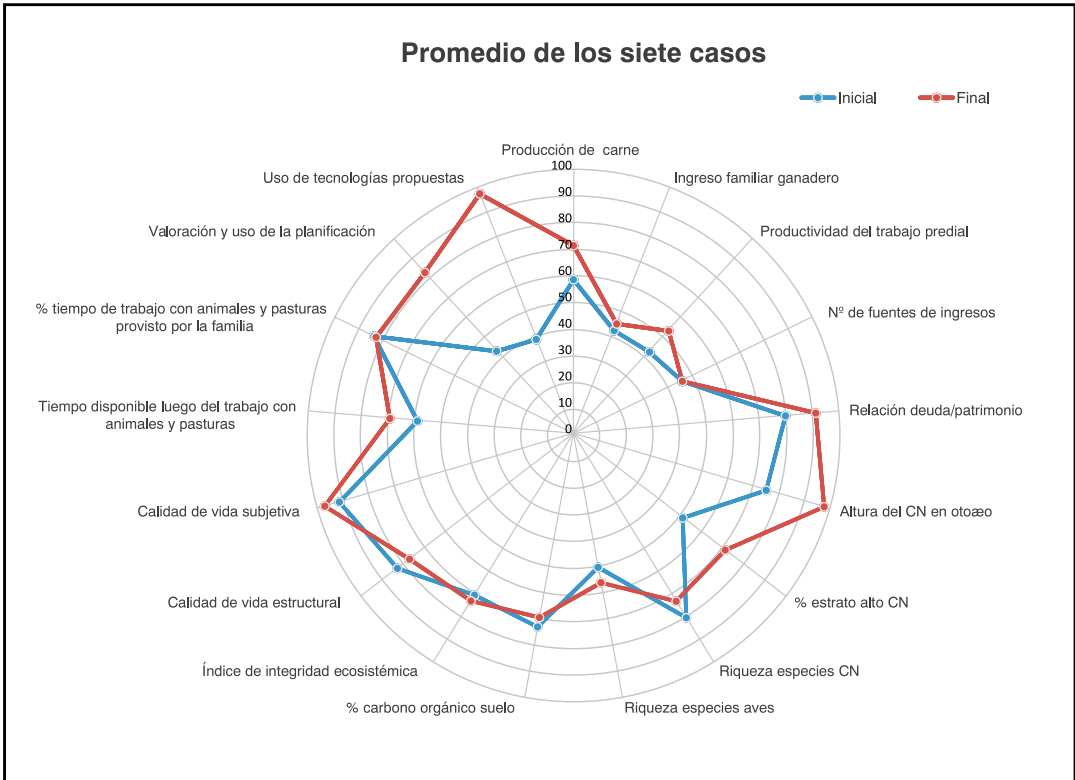 Promedio de los siete casos
Inicial
Final
Producción de carne
Ingreso familiar ganadero
Productividad del trabajo predial
Nº de fuentes de ingresos
Relación deuda/patrimonio
Altura del CN en otoæo
% estrato alto CN
Riqueza especies CN
Riqueza especies aves
% carbono orgánico suelo
Índice de integridad ecosistémica
Calidad de vida estructural
Calidad de vida subjetiva
Tiempo disponible luego del trabajo con
animales y pasturas
% tiempo de trabajo con animales y pasturas
provisto por la familia
Valoración y uso de la planificación
Uso de tecnologías propuestas
100
90
80
70
60
50
40
30
20
10
0